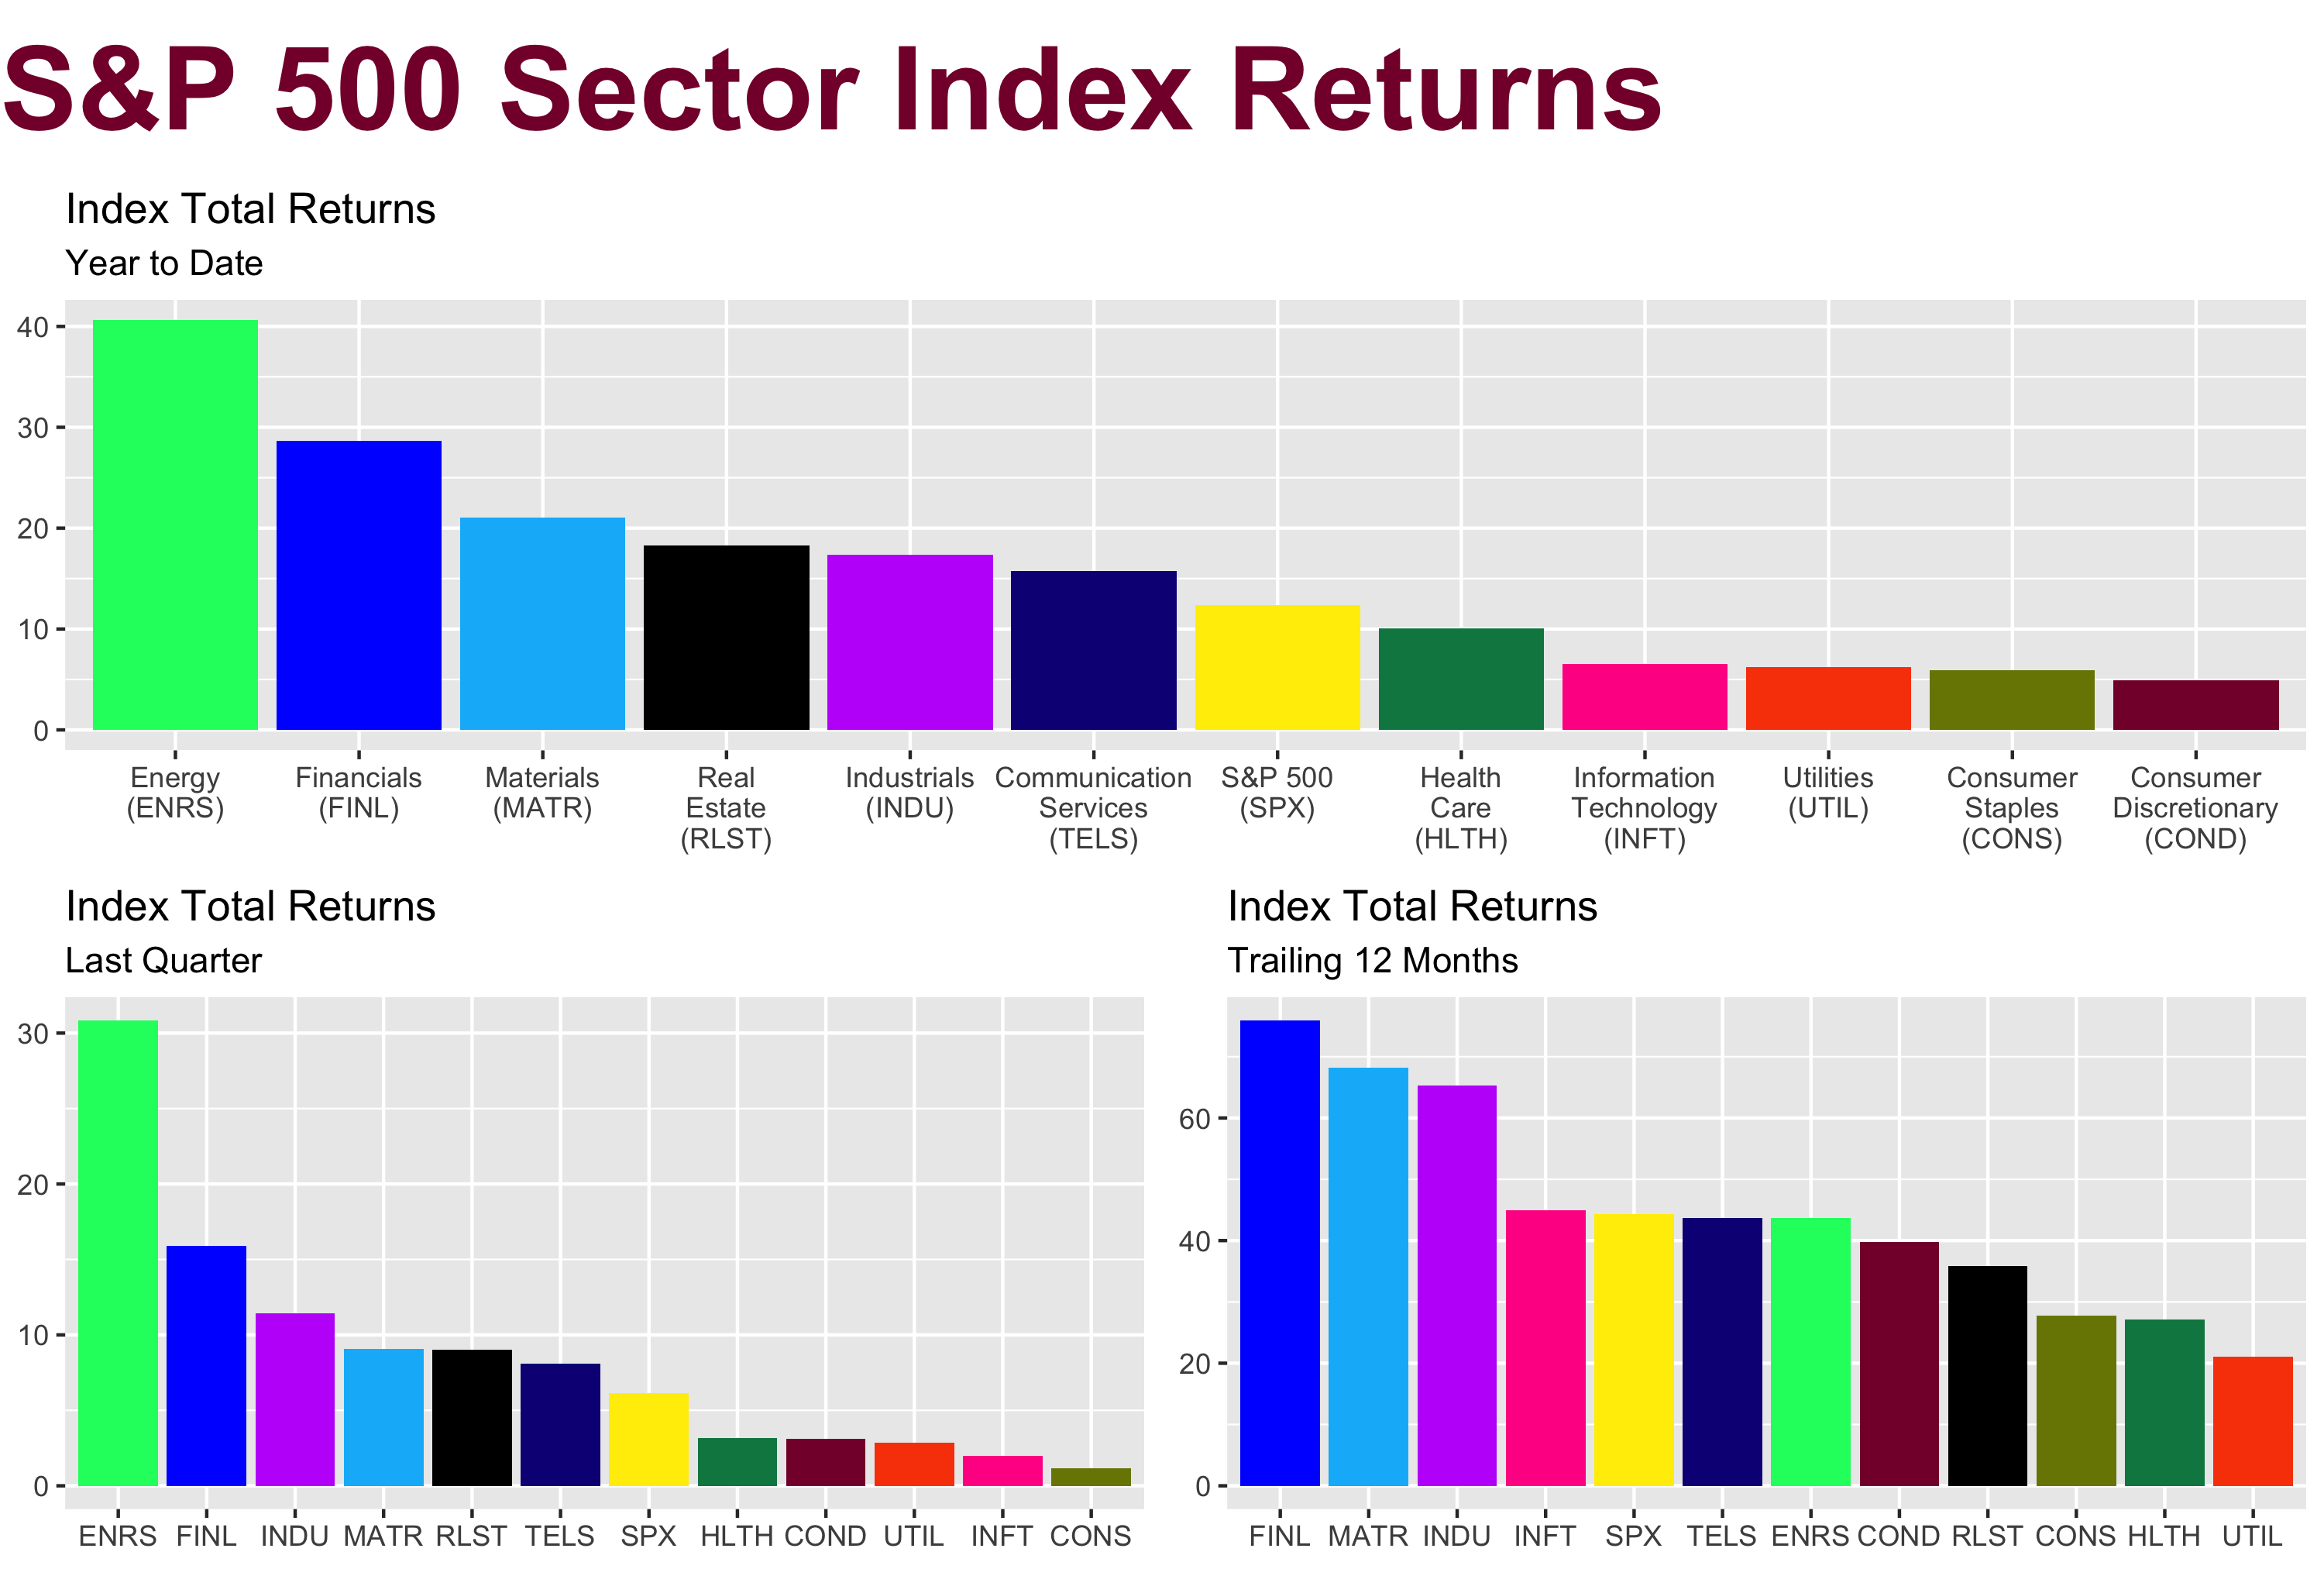 S&P 500 Sector Index Returns
Index Total Returns
Year to Date
40
30
20
10
0
Energy (ENRS)
Financials (FINL)
Materials (MATR)
Real Estate (RLST)
Industrials (INDU)
Communication Services (TELS)
S&P 500 (SPX)
Health Care (HLTH)
Information Technology (INFT)
Utilities (UTIL)
Consumer Staples (CONS)
Consumer Discretionary (COND)
Index Total Returns
Last Quarter
30
20
10
0
ENRS FINL INDU MATR RLST TELS SPX HLTH COND UTIL INFT CONS
Index Total Returns
Trailing 12 Months
60
40
20
0
FINL MATR INDU INFT SPX TELS ENRS COND RLST CONS HLTH UTIL